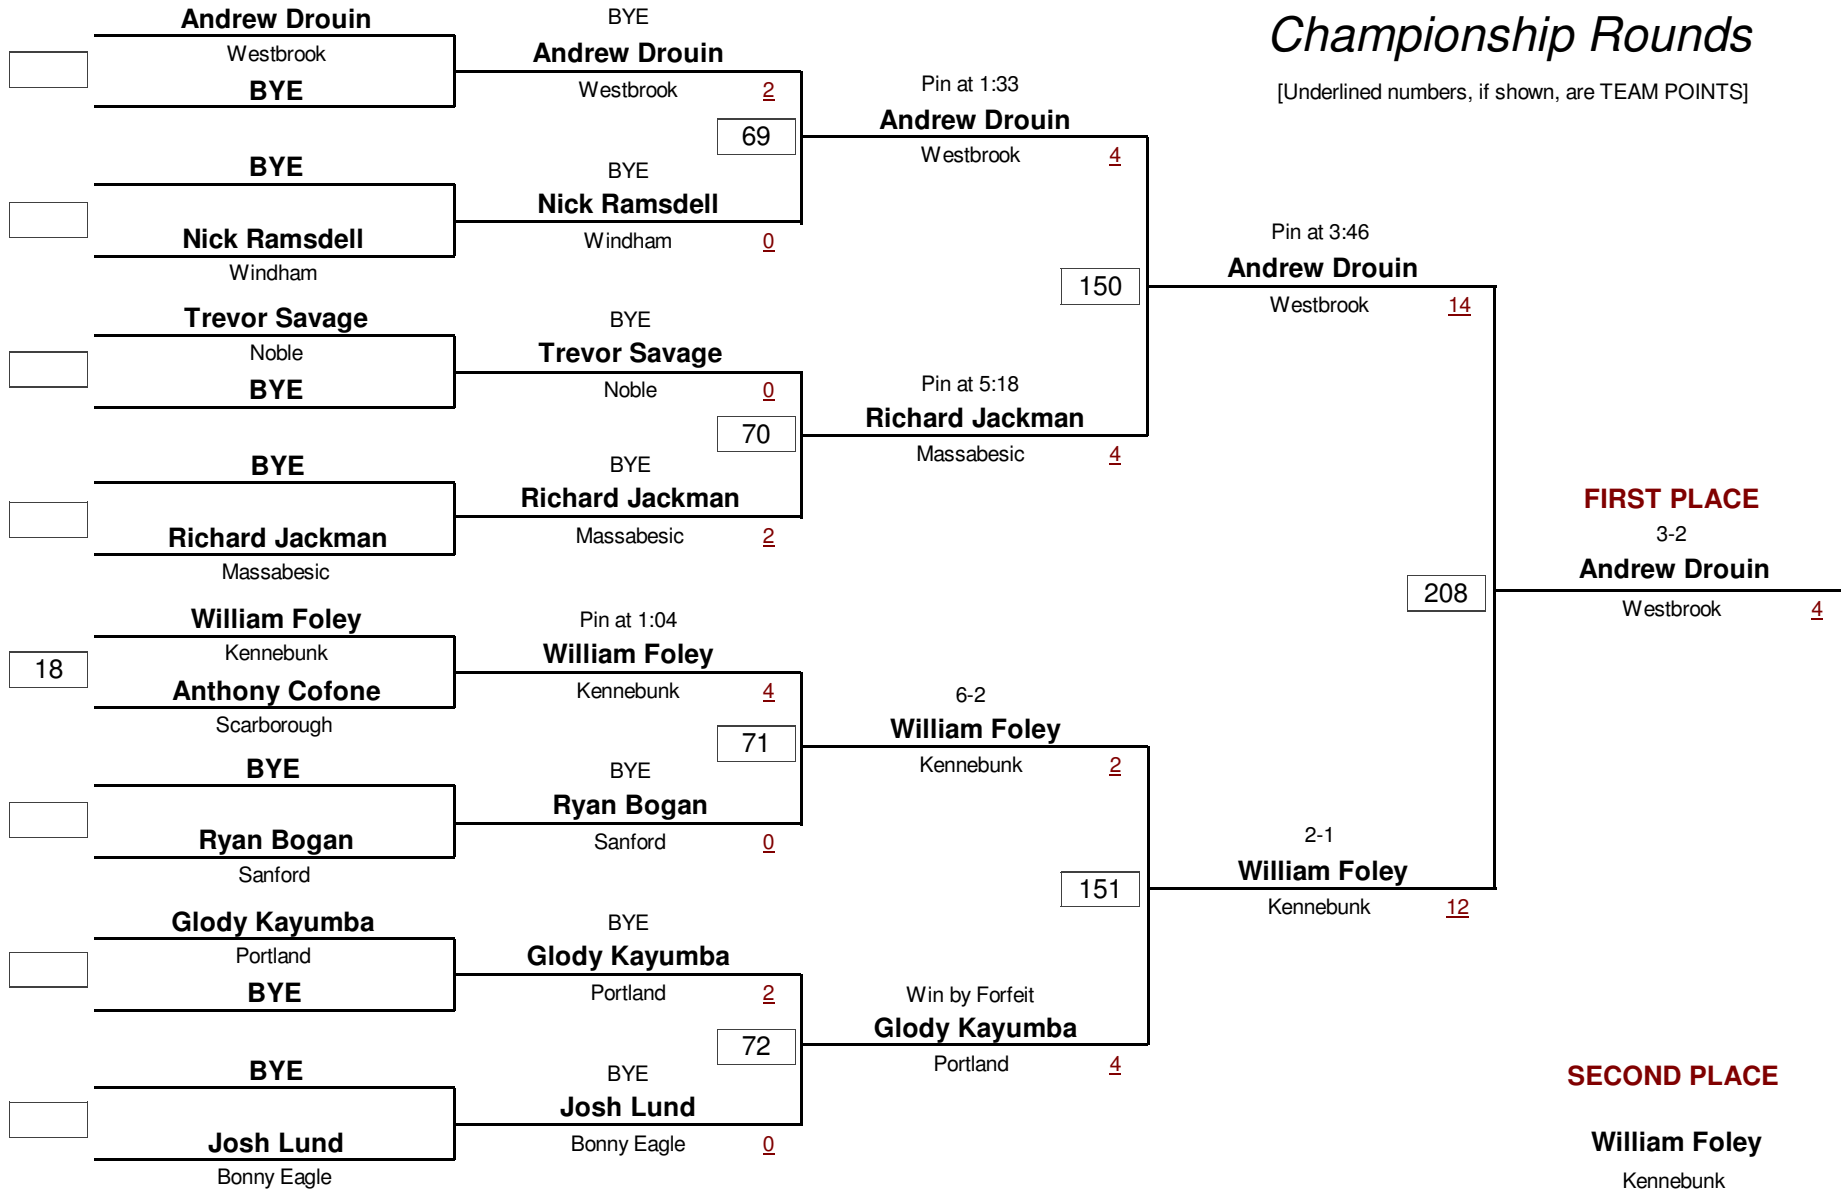 Championship Rounds
[Underlined numbers, if shown, are TEAM POINTS]
Andrew Drouin
Westbrook
BYE
BYE
Nick Ramsdell
Windham
Trevor Savage
Noble
BYE
BYE
Richard Jackman
Massabesic
18
William Foley
Kennebunk
Anthony Cofone
Scarborough
BYE
Ryan Bogan
Sanford
Glody Kayumba
Portland
BYE
BYE
Josh Lund
Bonny Eagle
BYE
Andrew Drouin
Westbrook 2
69
BYE
Nick Ramsdell
Windham 0
BYE
Trevor Savage
Noble 0
70
BYE
Richard Jackman
Massabesic 2
Pin at 1:04
William Foley
Kennebunk 4
71
BYE
Ryan Bogan
Sanford 0
BYE
Glody Kayumba
Portland 2
72
BYE
Josh Lund
Bonny Eagle 0
Pin at 1:33
Andrew Drouin
Westbrook 4
150
Pin at 5:18
Richard Jackman
Massabesic 4
6-2
William Foley
Kennebunk 2
151
Win by Forfeit
Glody Kayumba
Portland 4
Pin at 3:46
Andrew Drouin
Westbrook 14
208
2-1
William Foley
Kennebunk 12
FIRST PLACE
3-2
Andrew Drouin
Westbrook 4
SECOND PLACE
William Foley
Kennebunk